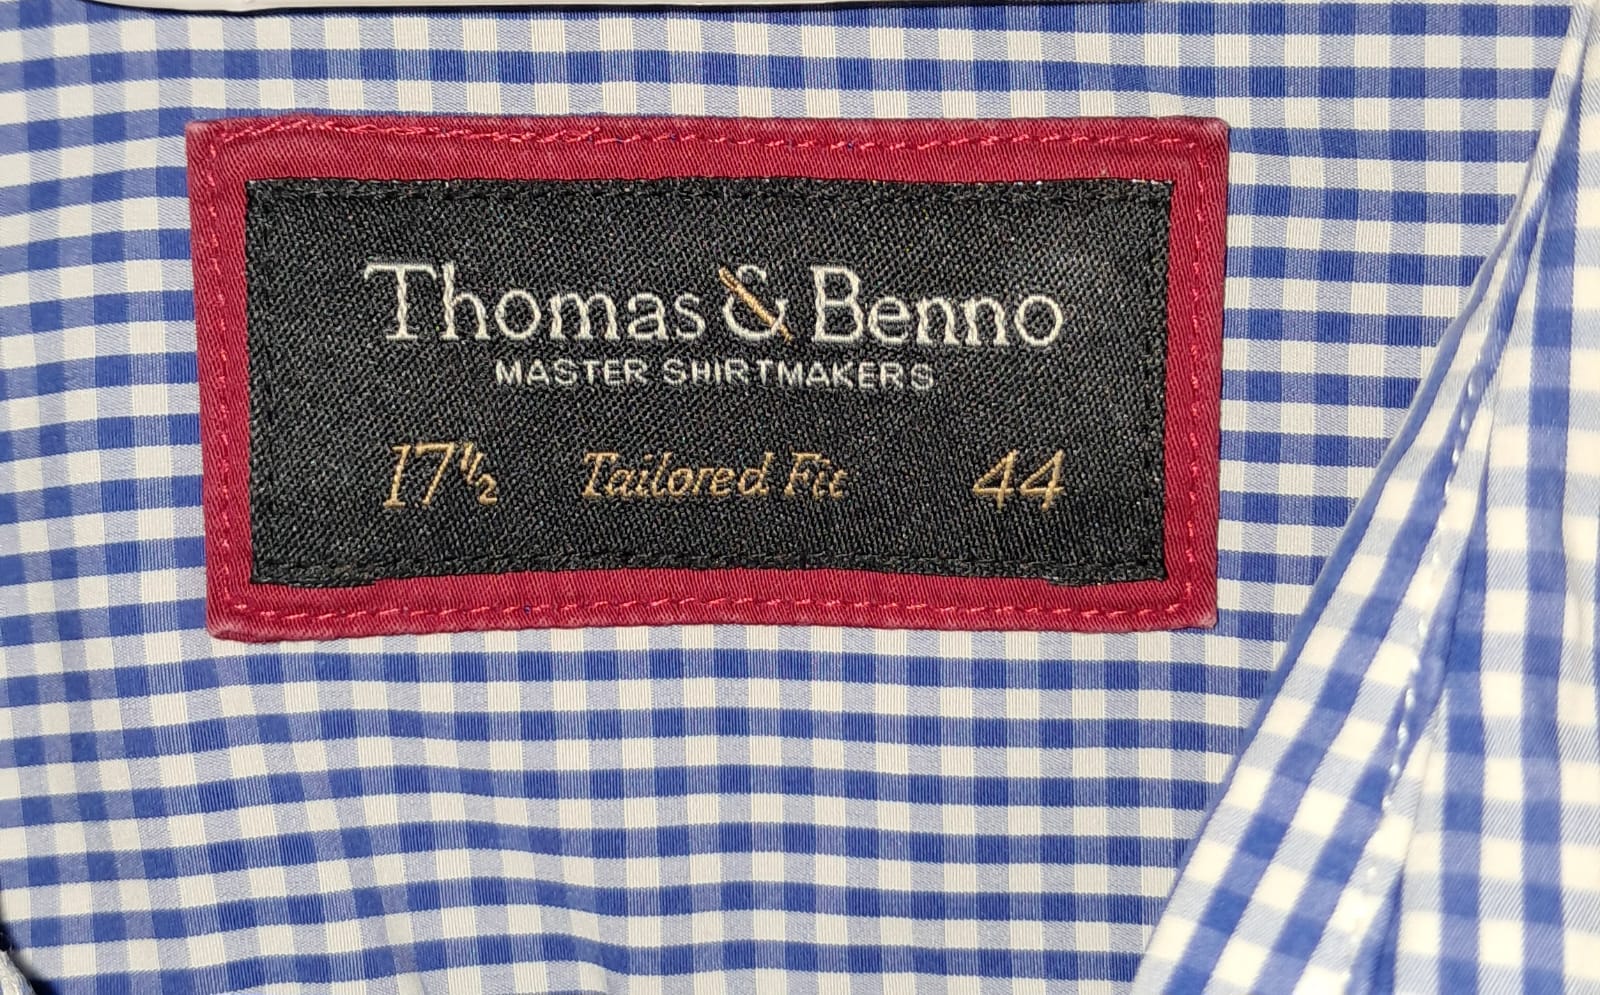 Thomas & Benno
MASTER SHIRTMAKERS
17½ Tailored Fit 44